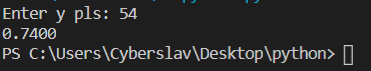 Enter y pls: 54
0.7400
PS C:\Users\Cyberslav\Desktop\python>